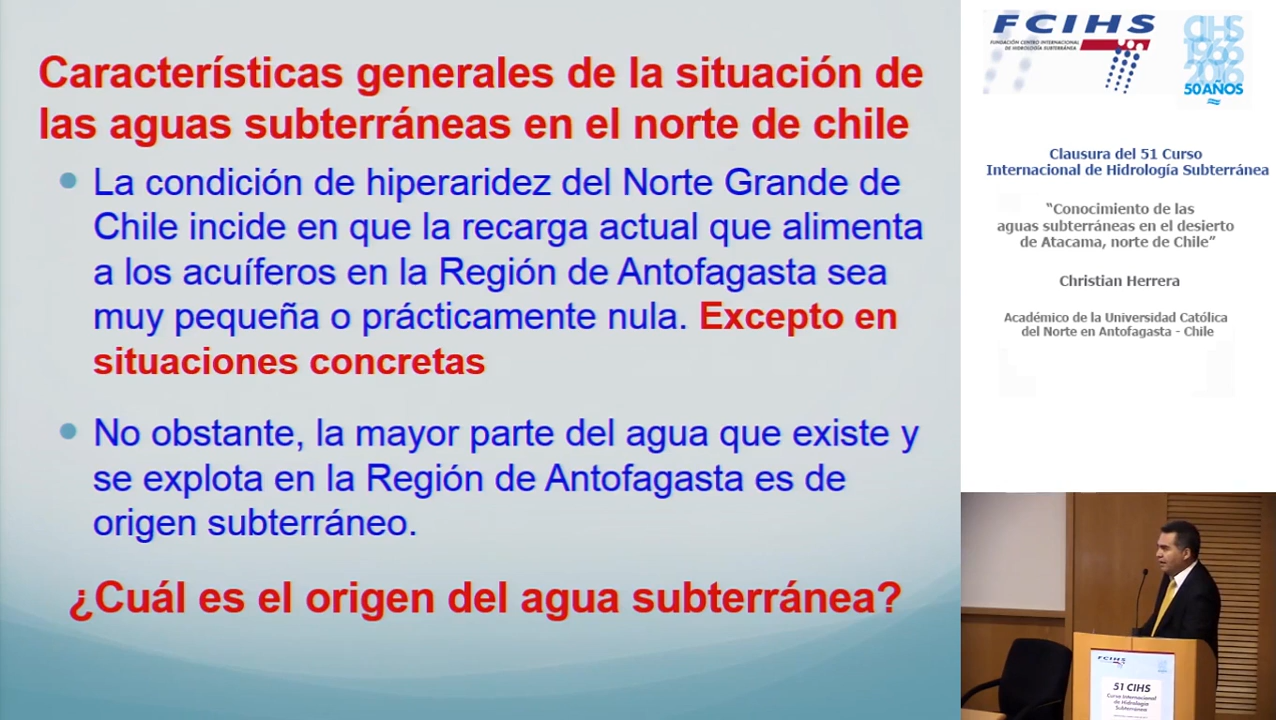 Características generales de la situación de
las aguas subterráneas en el norte de chile
La condición de hiperaridez del Norte Grande de
Chile incide en que la recarga actual que alimenta
a los acuíferos en la Región de Antofagasta sea
muy pequeña o prácticamente nula. Excepto en
situaciones concretas
No obstante, la mayor parte del agua que existe y
se explota en la Región de Antofagasta es de
origen subterráneo.
¿Cuál es el origen del agua subterránea?
FCIHS
FUNDACIÓN CENTRO INTERNACIONAL
DE HIDROLOGÍA SUBTERRÁNEA
CIHS
1966
2016
50 AÑOS
Clausura del 51 Curso
Internacional de Hidrología Subterránea
“Conocimiento de las
aguas subterráneas en el desierto
de Atacama, norte de Chile”
Christian Herrera
Académico de la Universidad Católica
del Norte en Antofagasta - Chile
FCIHS
51 CIHS
Curso Internacional
de Hidrología
Subterránea